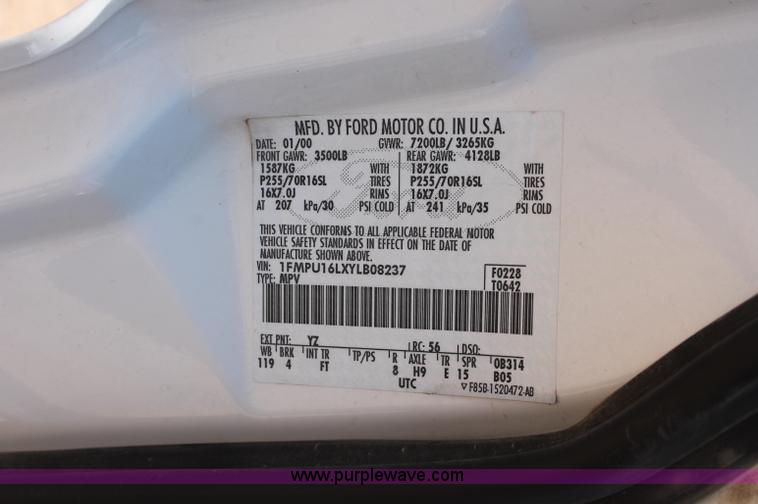 MFD. BY FORD MOTOR CO. IN U.S.A.
DATE: 01/00 GVWR: 7200LB/ 3265KG
FRONT GAWR: 3500LB REAR GAWR: 4128LB
1587KG WITH 1872KG WITH
P255/70R16SL TIRES P255/70R16SL TIRES
16X7.0J RIMS 16X7.0J RIMS
AT 207 kPa/30 PSI COLD AT 241 kPa/35 PSI COLD
Ford
THIS VEHICLE CONFORMS TO ALL APPLICABLE FEDERAL MOTOR
VEHICLE SAFETY STANDARDS IN EFFECT ON THE DATE OF
MANUFACTURE SHOWN ABOVE.
VIN: 1FMPU16LXYLB08237 F0228
TYPE: MPV T0642
EXT PNT: YZ RC: 56 DSO:
WB BRK INT TR TP/PS R AXLE TR SPR 0B314
119 4 FT 8 H9 E 15 B05
UTC F85B-1520472-AB
www.purplewave.com